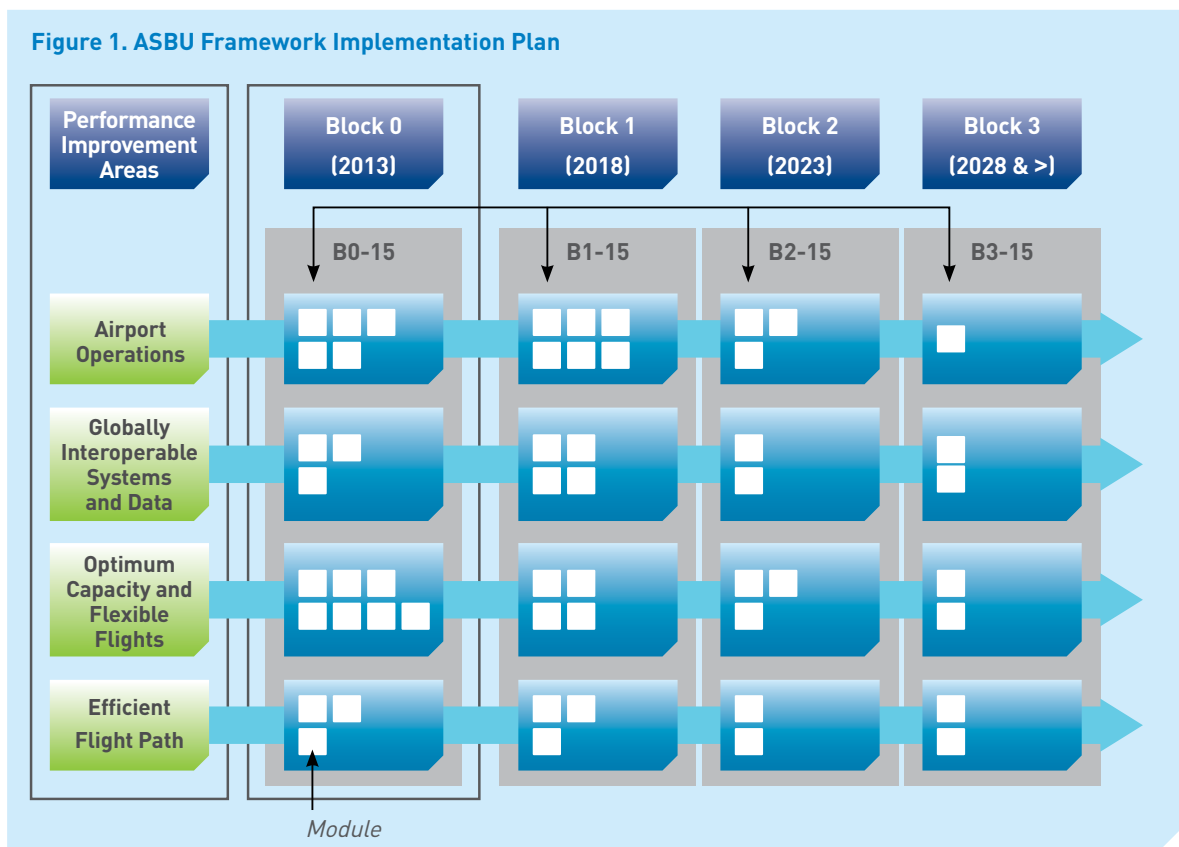 Figure 1. ASBU Framework Implementation Plan
Performance
Improvement
Areas
Block 0
(2013)
Block 1
(2018)
Block 2
(2023)
Block 3
(2028 & >)
B0-15
B1-15
B2-15
B3-15
Airport
Operations
Globally
Interoperable
Systems
and Data
Optimum
Capacity and
Flexible
Flights
Efficient
Flight Path
Module